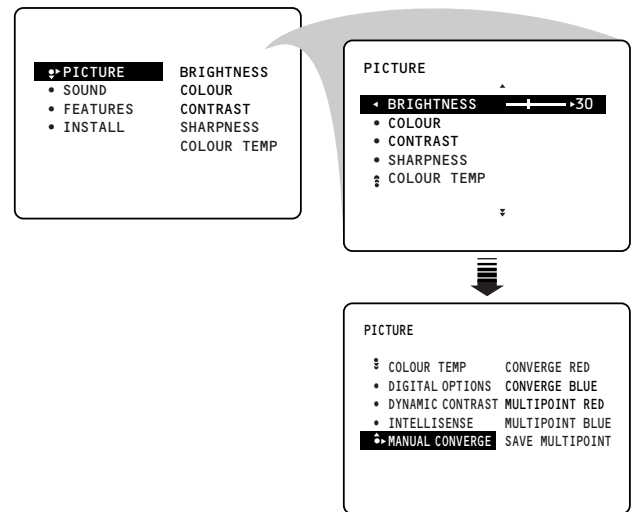 PICTURE BRIGHTNESS
• SOUND COLOUR
• FEATURES CONTRAST
• INSTALL SHARPNESS
COLOUR TEMP
PICTURE
BRIGHTNESS 30
• COLOUR
• CONTRAST
• SHARPNESS
COLOUR TEMP
PICTURE
COLOUR TEMP CONVERGE RED
• DIGITAL OPTIONS CONVERGE BLUE
• DYNAMIC CONTRAST MULTIPOINT RED
• INTELLISENSE MULTIPOINT BLUE
MANUAL CONVERGE SAVE MULTIPOINT